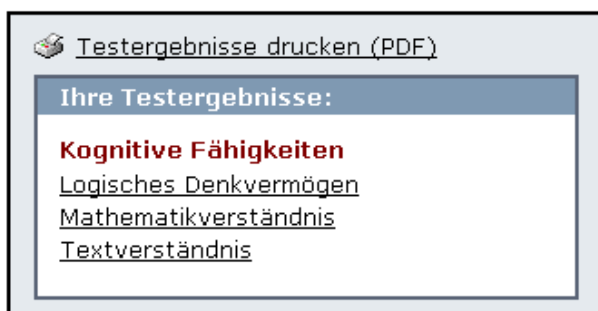 Testergebnisse drucken (PDF)
Ihre Testergebnisse:
Kognitive Fähigkeiten
Logisches Denkvermögen
Mathematikverständnis
Textverständnis